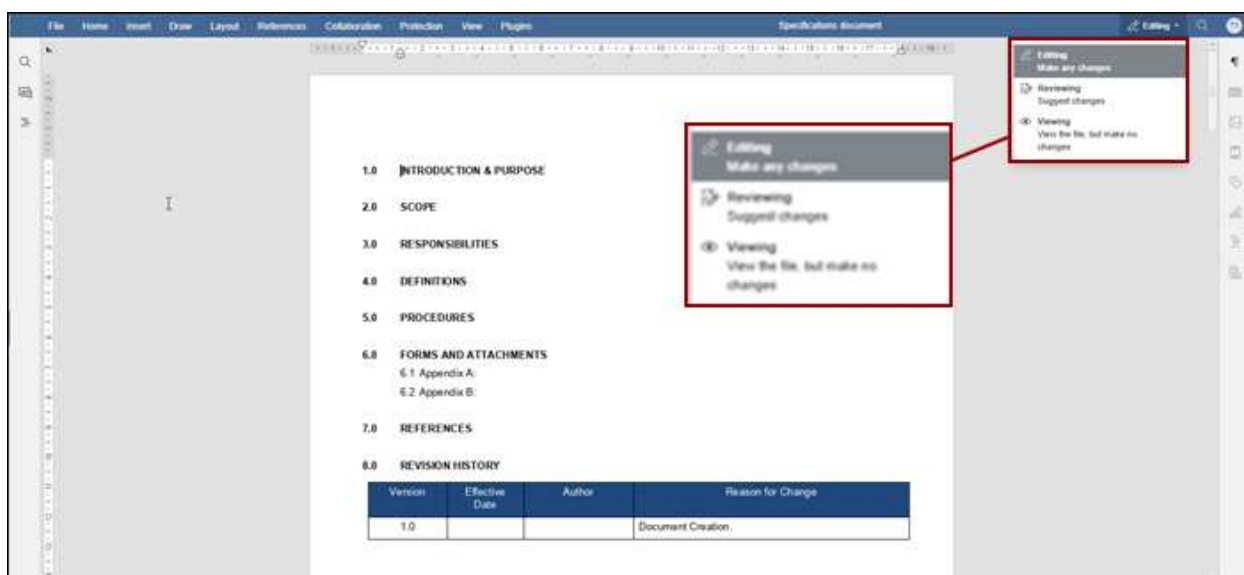 File Home Insert Draw Layout References Collaboration Protection View Plugins Specifications document Editing
Editing
Make any changes
Reviewing
Suggest changes
Viewing
View the file, but make no
changes
Editing
Make any changes
Reviewing
Suggest changes
Viewing
View the file, but make no
changes
1.0 INTRODUCTION & PURPOSE
2.0 SCOPE
3.0 RESPONSIBILITIES
4.0 DEFINITIONS
5.0 PROCEDURES
6.0 FORMS AND ATTACHMENTS
6.1 Appendix A:
6.2 Appendix B:
7.0 REFERENCES
8.0 REVISION HISTORY
Version Effective Date Author Reason for Change
1.0 Document Creation.